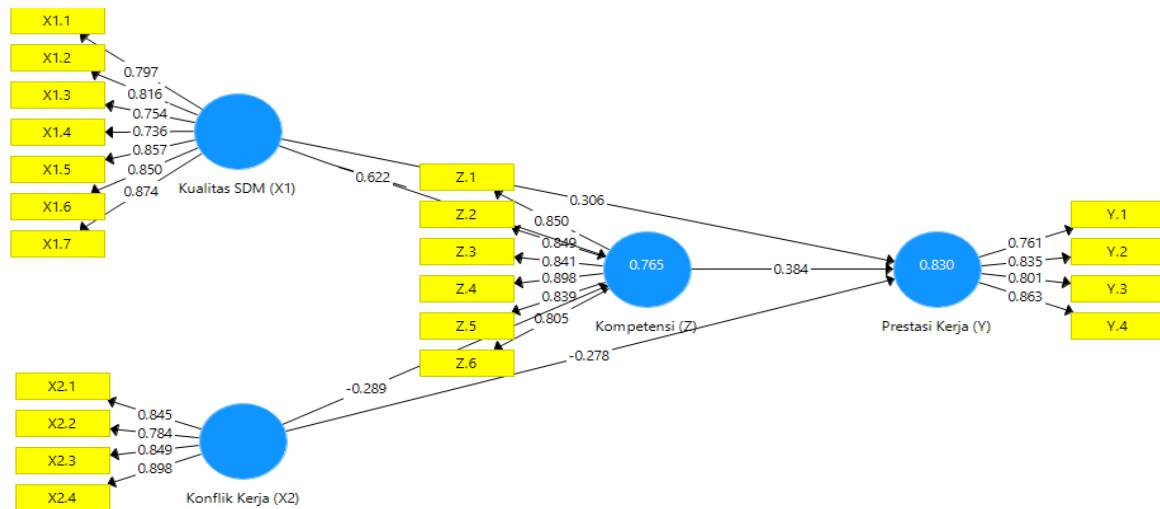 X1.1
X1.2
X1.3
X1.4
X1.5
X1.6
X1.7
0.797
0.816
0.754
0.736
0.857
0.850
0.874
Kualitas SDM (X1)
0.622
0.306
Z.1
Z.2
Z.3
Z.4
Z.5
Z.6
0.850
0.849
0.841
0.898
0.839
0.805
0.765
Kompetensi (Z)
0.384
0.830
Prestasi Kerja (Y)
0.761
0.835
0.801
0.863
Y.1
Y.2
Y.3
Y.4
-0.278
-0.289
X2.1
X2.2
X2.3
X2.4
0.845
0.784
0.849
0.898
Konflik Kerja (X2)